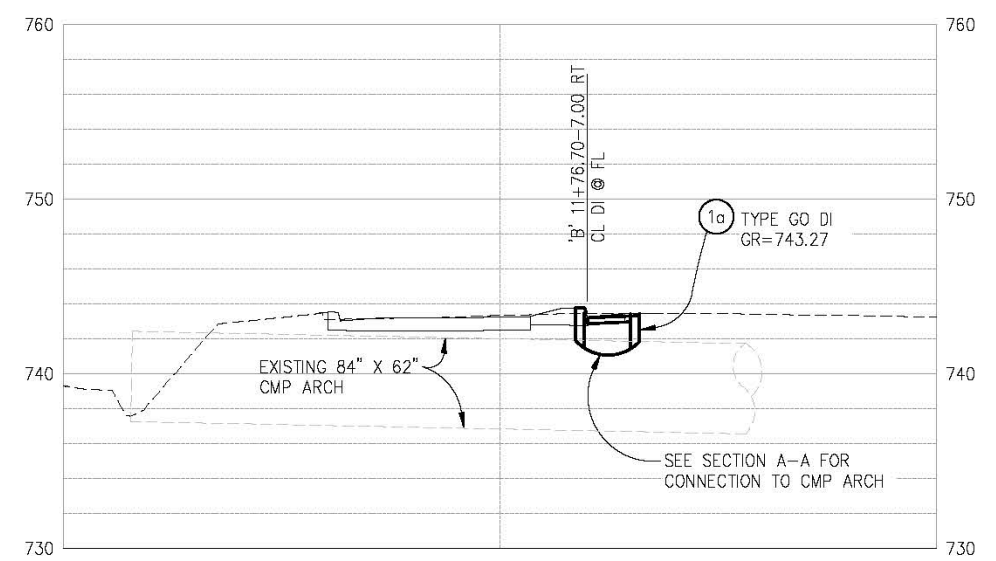 760
760
'B' 11+76.70-7.00 RT
CL DI @ FL
750
750
1a
TYPE GO DI
GR=743.27
740
740
EXISTING 84" X 62"
CMP ARCH
SEE SECTION A-A FOR
CONNECTION TO CMP ARCH
730
730